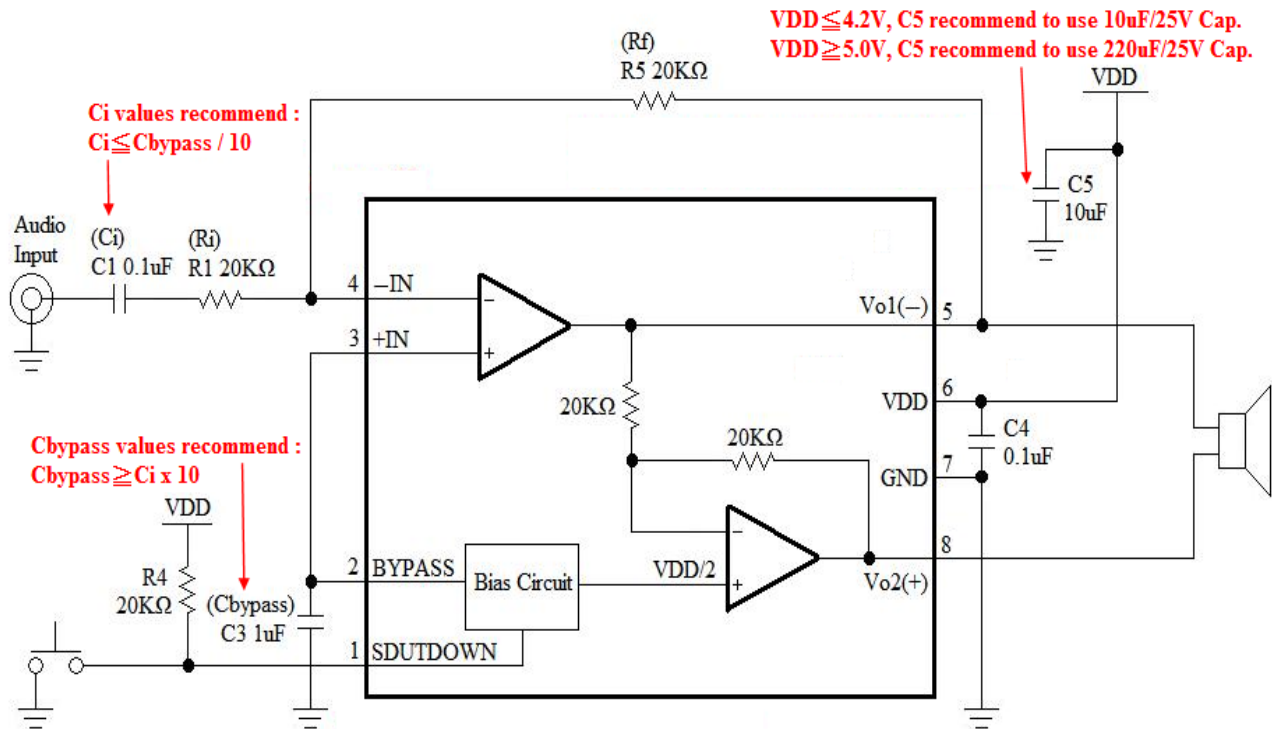 VDD≦4.2V, C5 recommend to use 10uF/25V Cap.
VDD≧5.0V, C5 recommend to use 220uF/25V Cap.
(Rf)
R5 20KΩ
VDD
Ci values recommend :
Ci≦Cbypass / 10
C5
10uF
Audio
Input
(Ci)
C1 0.1uF
(Ri)
R1 20KΩ
4
–IN
3
+IN
−
+
Vo1(–)
5
20KΩ
20KΩ
VDD
6
C4
0.1uF
GND
7
Cbypass values recommend :
Cbypass≧Ci x 10
VDD
R4
20KΩ
(Cbypass)
C3 1uF
2
BYPASS
Bias Circuit
VDD/2
−
+
Vo2(+)
8
1
SDUTDOWN